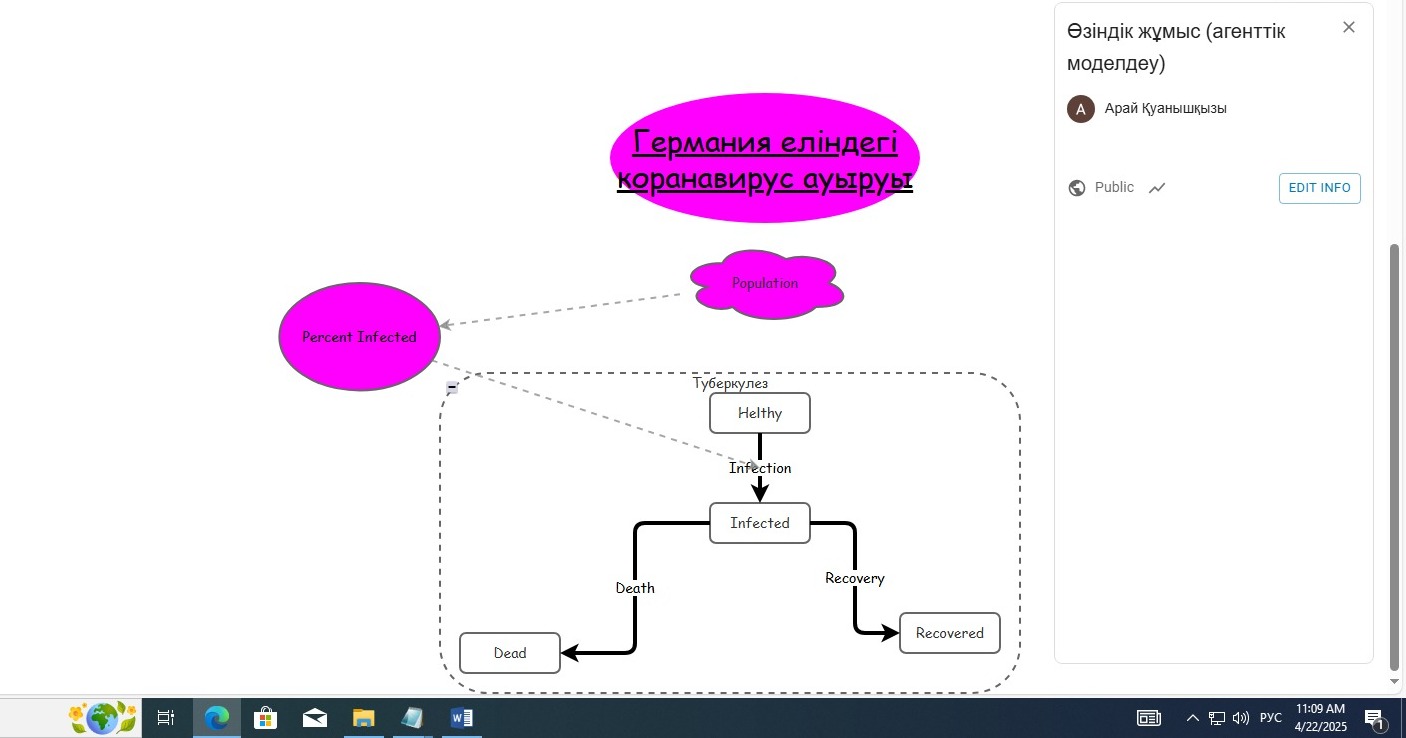 Өзіндік жұмыс (агенттік
моделдеу)
A
Арай Қуанышқызы
Public
EDIT INFO
Германия еліндегі
коранавирус ауыруы
Population
Percent Infected
Туберкулез
Helthy
Infection
Infected
Death
Recovery
Recovered
Dead
РУС
11:09 AM
4/22/2025
1